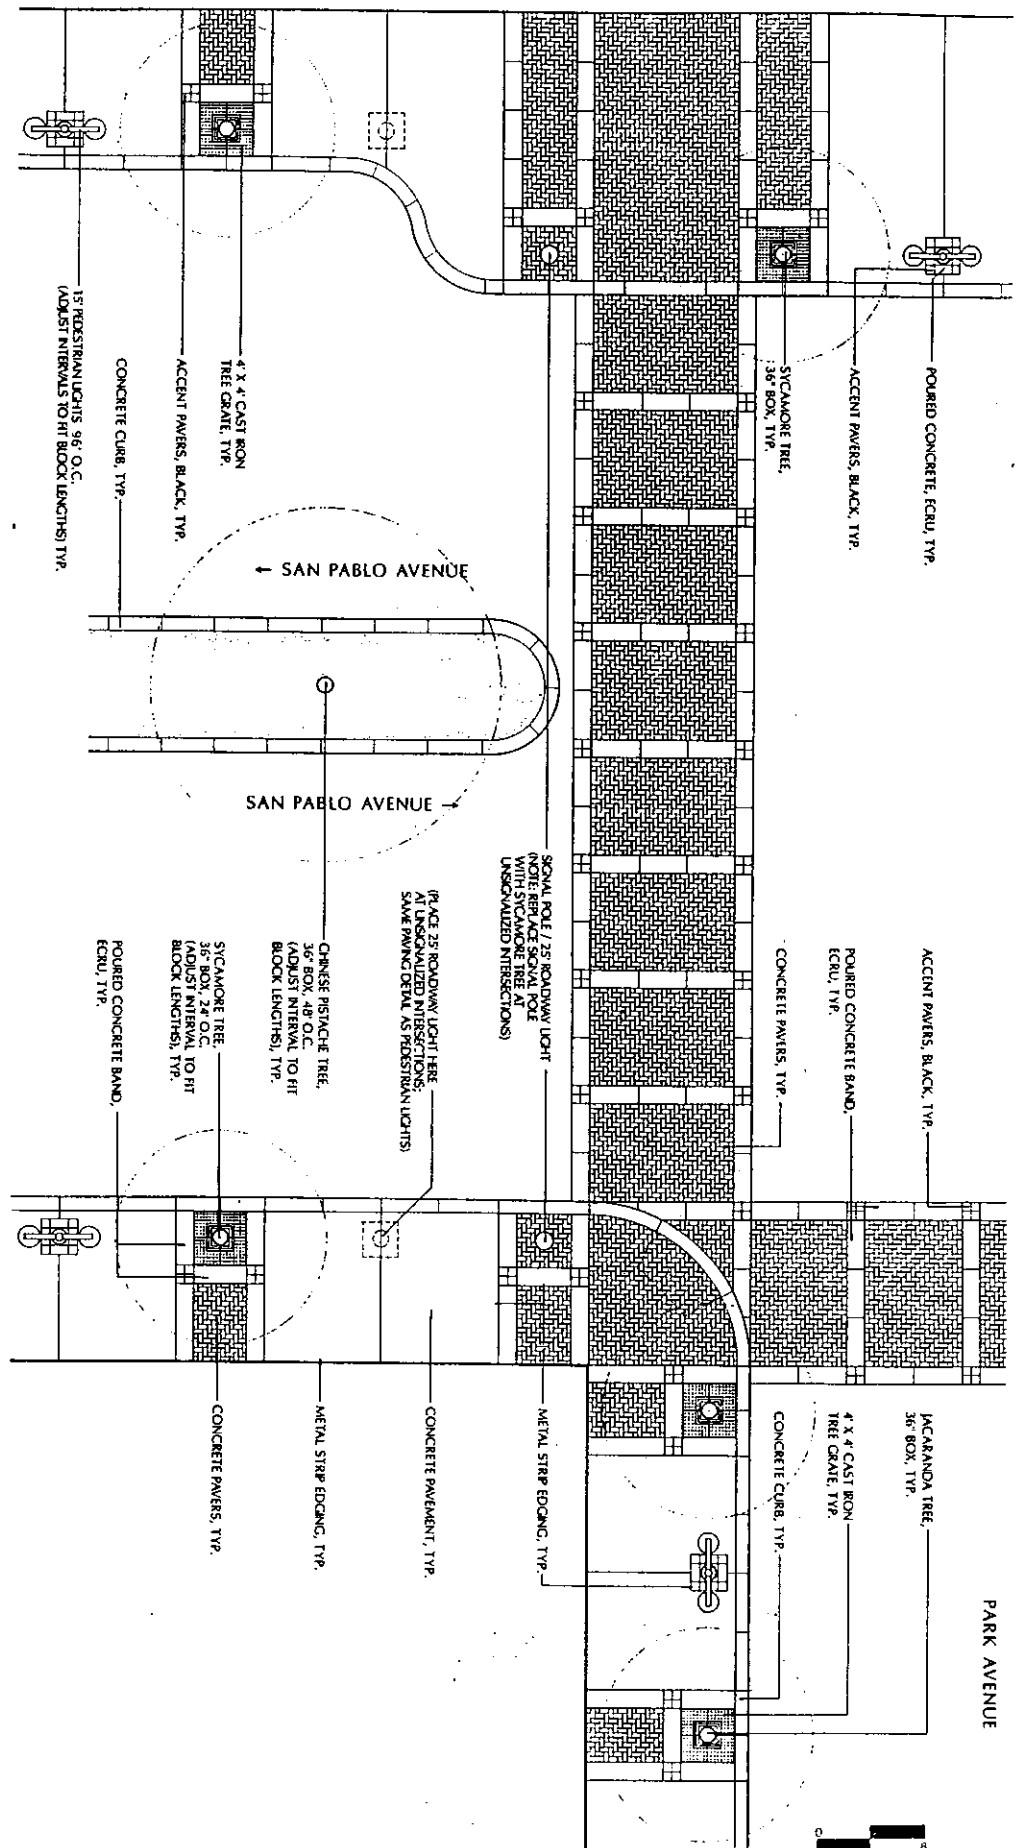 POURED CONCRETE, ECRU, TYP.
ACCENT PAVERS, BLACK, TYP.
SYCAMORE TREE,
36" BOX, TYP.
4' X 4' CAST IRON
TREE GRATE, TYP.
ACCENT PAVERS, BLACK, TYP.
CONCRETE CURB, TYP.
15' PEDESTRIAN LIGHTS 96' O.C.
(ADJUST INTERVALS TO FIT BLOCK LENGTHS) TYP.
← SAN PABLO AVENUE
SAN PABLO AVENUE →
ACCENT PAVERS, BLACK, TYP.
POURED CONCRETE BAND,
ECRU, TYP.
CONCRETE PAVERS, TYP.
SIGNAL POLE / 25' ROADWAY LIGHT
(NOTE: REPLACE SIGNAL POLE
WITH SYCAMORE TREE AT
UNSIGNALIZED INTERSECTIONS)
(PLACE 25' ROADWAY LIGHT HERE
AT UNSIGNALIZED INTERSECTIONS;
SAME PAVING DETAIL AS PEDESTRIAN LIGHTS)
CHINESE PISTACHE TREE,
36" BOX, 48' O.C.
(ADJUST INTERVAL TO FIT
BLOCK LENGTHS), TYP.
SYCAMORE TREE,
36" BOX, 24' O.C.
(ADJUST INTERVAL TO FIT
BLOCK LENGTHS), TYP.
POURED CONCRETE BAND,
ECRU, TYP.
PARK AVENUE
JACARANDA TREE,
36" BOX, TYP.
4' X 4' CAST IRON
TREE GRATE, TYP.
CONCRETE CURB, TYP.
METAL STRIP EDGING, TYP.
CONCRETE PAVEMENT, TYP.
METAL STRIP EDGING, TYP.
CONCRETE PAVERS, TYP.
0 8